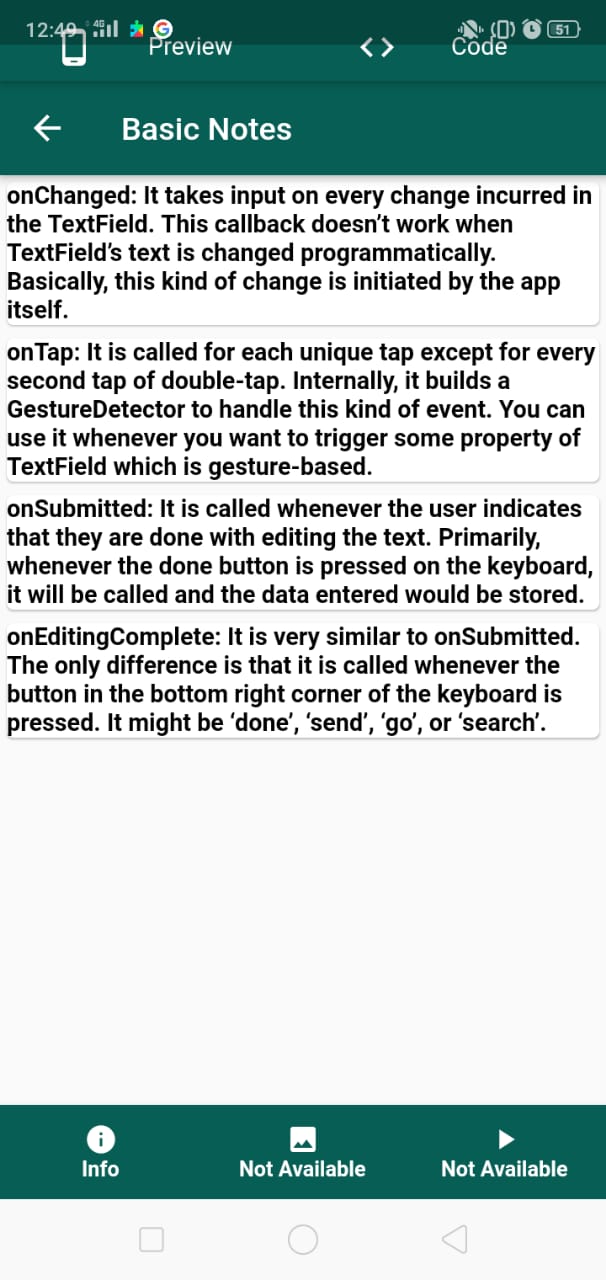 12:49 4G 51
Preview Code
Basic Notes
onChanged: It takes input on every change incurred in
the TextField. This callback doesn’t work when
TextField’s text is changed programmatically.
Basically, this kind of change is initiated by the app
itself.
onTap: It is called for each unique tap except for every
second tap of double-tap. Internally, it builds a
GestureDetector to handle this kind of event. You can
use it whenever you want to trigger some property of
TextField which is gesture-based.
onSubmitted: It is called whenever the user indicates
that they are done with editing the text. Primarily,
whenever the done button is pressed on the keyboard,
it will be called and the data entered would be stored.
onEditingComplete: It is very similar to onSubmitted.
The only difference is that it is called whenever the
button in the bottom right corner of the keyboard is
pressed. It might be ‘done’, ‘send’, ‘go’, or ‘search’.
Info Not Available Not Available